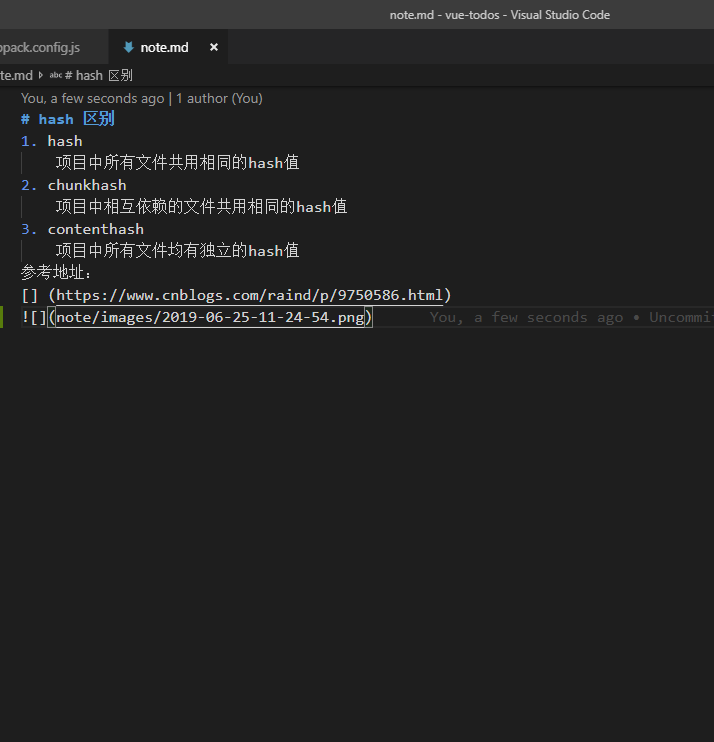 note.md - vue-todos - Visual Studio Code
opack.config.js note.md ×
te.md abc # hash 区别
You, a few seconds ago | 1 author (You)
# hash 区别
1. hash
项目中所有文件共用相同的hash值
2. chunkhash
项目中相互依赖的文件共用相同的hash值
3. contenthash
项目中所有文件均有独立的hash值
参考地址：
[] (https://www.cnblogs.com/raind/p/9750586.html)
![](note/images/2019-06-25-11-24-54.png) You, a few seconds ago • Uncommit